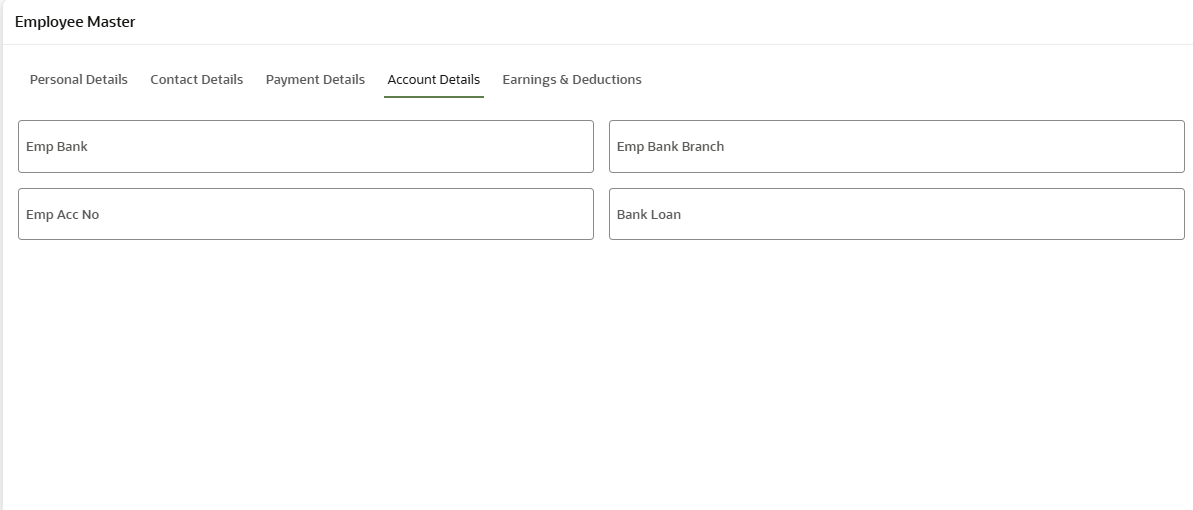 Employee Master
Personal Details Contact Details Payment Details Account Details Earnings & Deductions
Emp Bank Emp Bank Branch
Emp Acc No Bank Loan